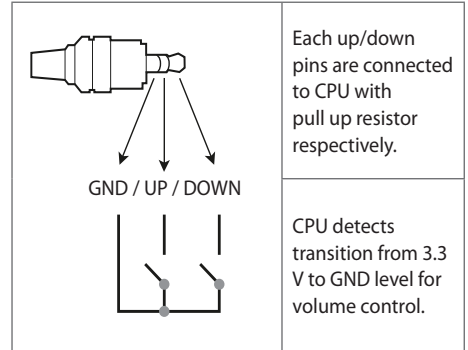 Each up/down
pins are connected
to CPU with
pull up resistor
respectively.
GND / UP / DOWN
CPU detects
transition from 3.3
V to GND level for
volume control.